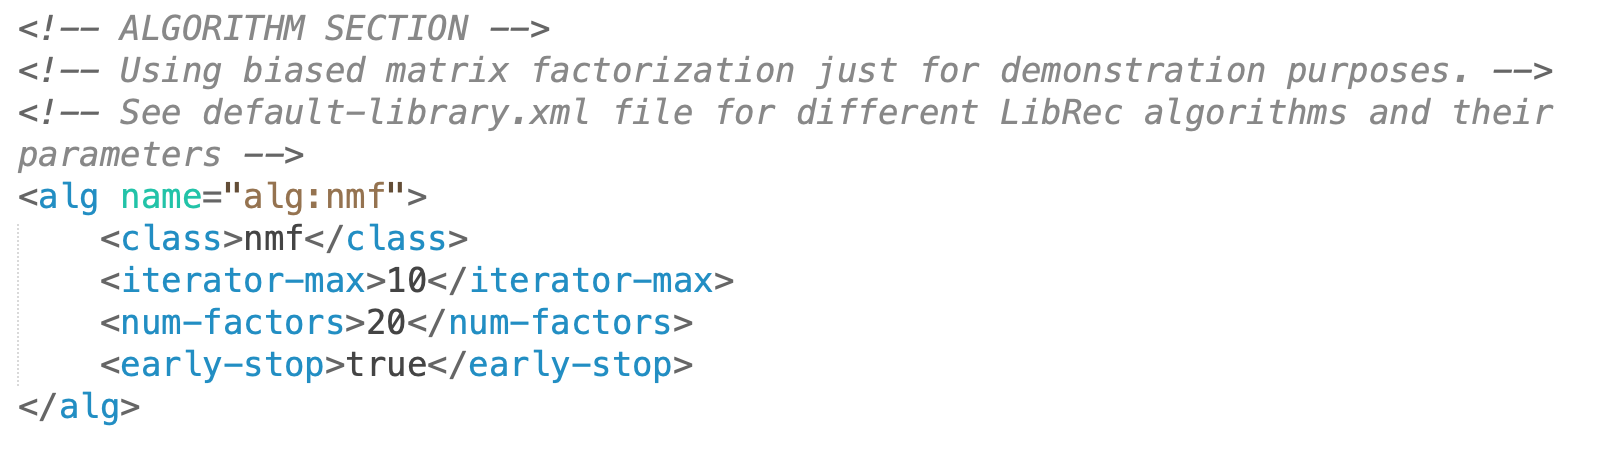 <!-- ALGORITHM SECTION -->
<!-- Using biased matrix factorization just for demonstration purposes. -->
<!-- See default-library.xml file for different LibRec algorithms and their
parameters -->
<alg name="alg:nmf">
    <class>nmf</class>
    <iterator-max>10</iterator-max>
    <num-factors>20</num-factors>
    <early-stop>true</early-stop>
</alg>